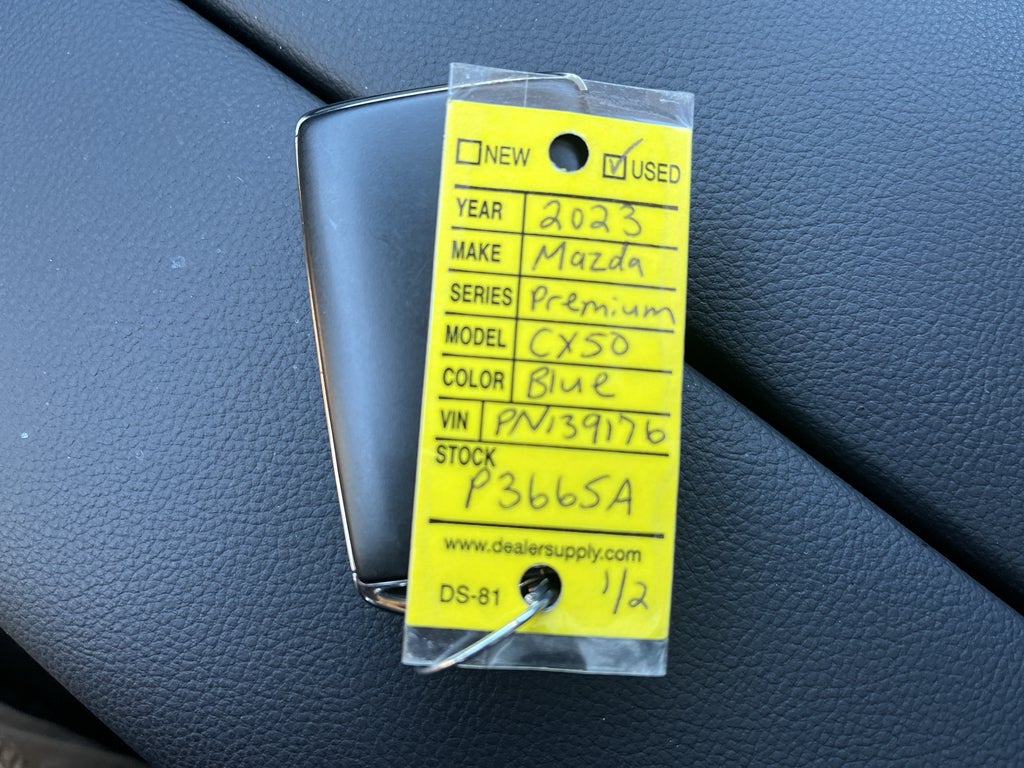 NEW USED
YEAR 2023
MAKE Mazda
SERIES Premium
MODEL CX50
COLOR Blue
VIN PN139176
STOCK
P3665A
www.dealersupply.com
DS-81 1/2